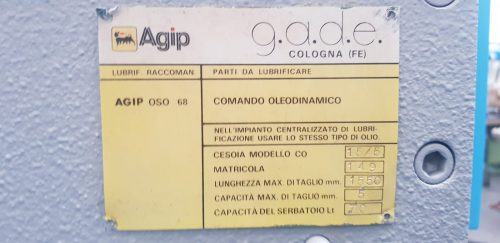 Agip
g.a.d.e.
COLOGNA (FE)
LUBRIF RACCOMAN
PARTI DA LUBRIFICARE
AGIP OSO 68
COMANDO OLEODINAMICO
NELL'IMPIANTO CENTRALIZZATO DI LUBRI-
FICAZIONE USARE LO STESSO TIPO DI OLIO.
CESOIA MODELLO CO
MATRICOLA
LUNGHEZZA MAX. DI TAGLIO mm. 1550
CAPACITÀ MAX. DI TAGLIO mm. 5
CAPACITÀ DEL SERBATOIO Lt